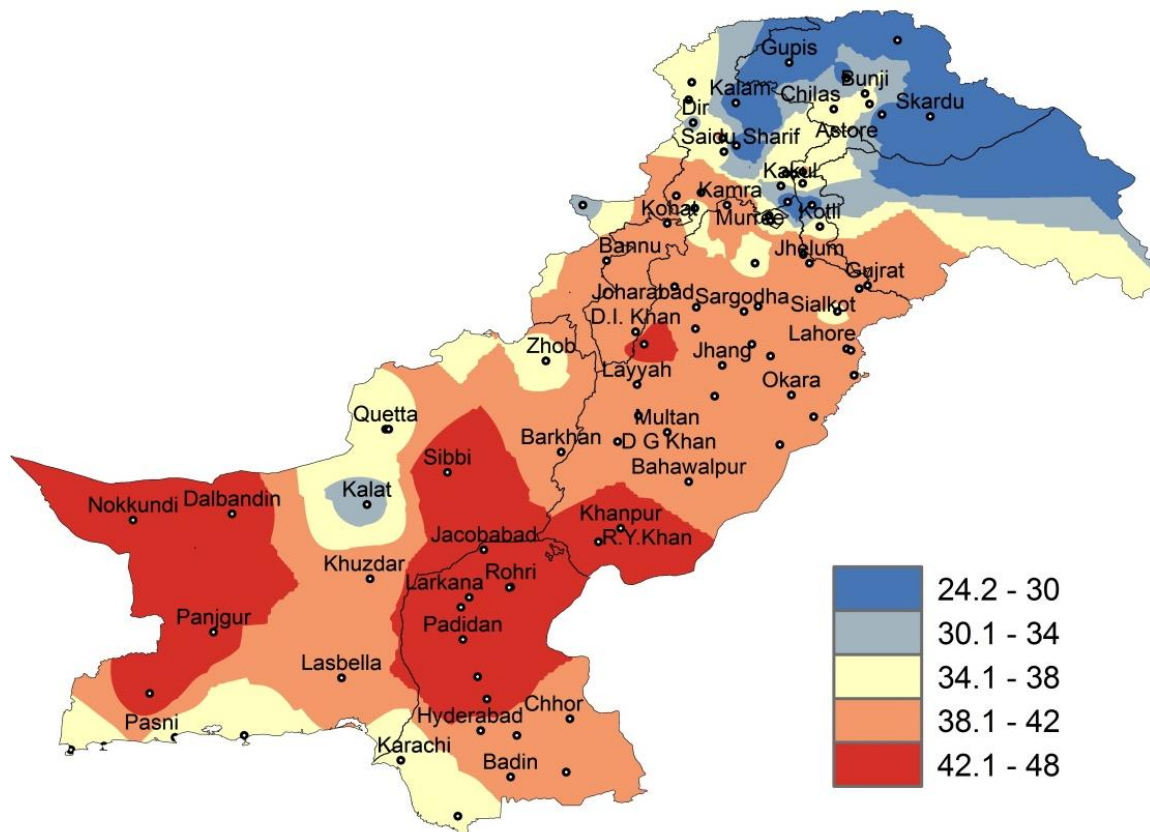 Gupis
Bunji
Kalam
Chilas
Skardu
Dir
Astore
Saidu Sharif
Kakul
Kamra
Kohat
Murree
Kotli
Bannu
Jhelum
Gujrat
Joharabad
Sargodha
Sialkot
D.I. Khan
Lahore
Zhob
Jhang
Layyah
Okara
Quetta
Multan
Barkhan
D G Khan
Sibbi
Bahawalpur
Kalat
Nokkundi
Dalbandin
Khanpur
R.Y.Khan
Jacobabad
Khuzdar
Larkana
Rohri
Panjgur
Padidan
Lasbella
Chhor
Pasni
Hyderabad
Karachi
Badin
24.2 - 30
30.1 - 34
34.1 - 38
38.1 - 42
42.1 - 48